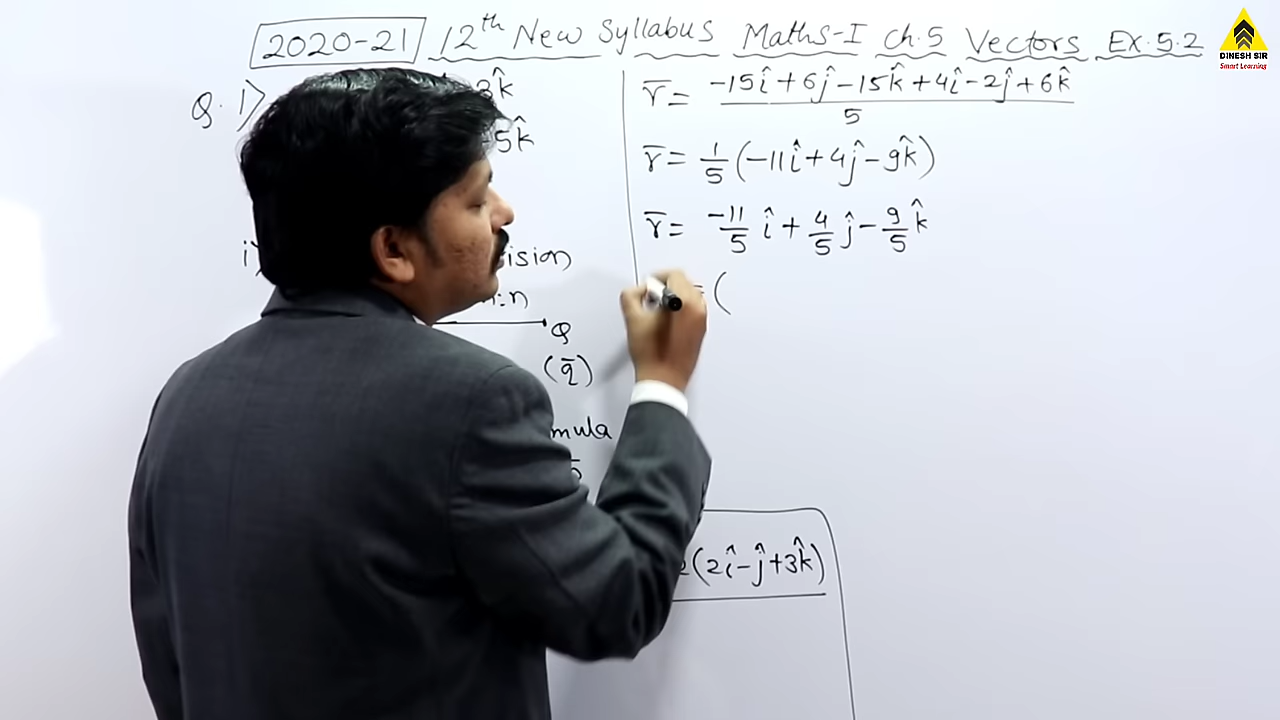 2020-21 12th New Syllabus Maths-I Ch.5 Vectors Ex.5.2
DINESH SIR
Smart Learning
Q.1)
3k̂
5k̂
i)
ision
:n
Q
(q̄)
mula
2(2î-ĵ+3k̂)
r̄ = -15î+6ĵ-15k̂+4î-2ĵ+6k̂
5
r̄ = 1/5(-11î+4ĵ-9k̂)
r̄ = -11/5 î + 4/5 ĵ - 9/5 k̂
= (